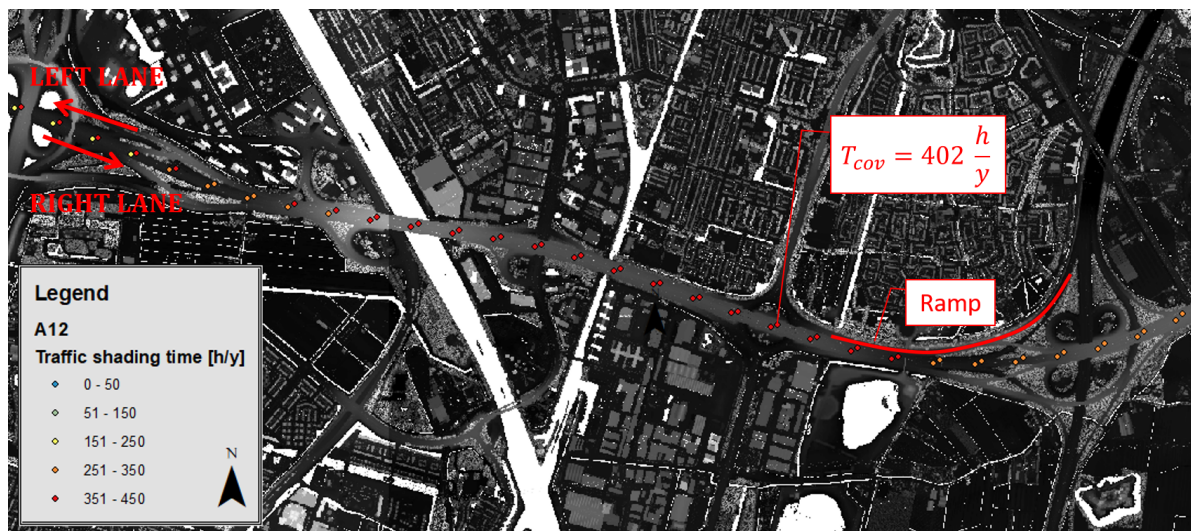 LEFT LANE
RIGHT LANE
T_cov = 402 h/y
Ramp
Legend
A12
Traffic shading time [h/y]
0 - 50
51 - 150
151 - 250
251 - 350
351 - 450
N